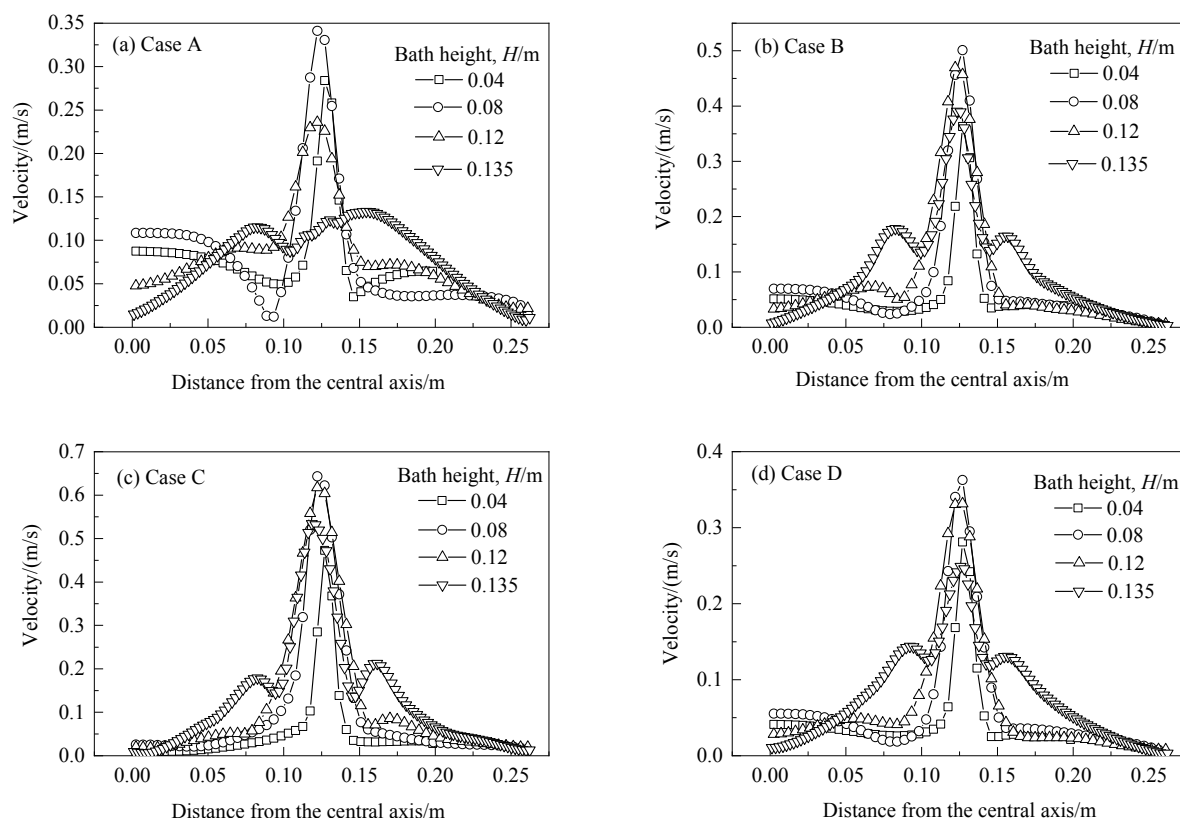 (a) Case A
Bath height, H/m
0.04
0.08
0.12
0.135
Velocity/(m/s)
0.35
0.30
0.25
0.20
0.15
0.10
0.05
0.00
0.00 0.05 0.10 0.15 0.20 0.25
Distance from the central axis/m
(b) Case B
Bath height, H/m
0.04
0.08
0.12
0.135
Velocity/(m/s)
0.5
0.4
0.3
0.2
0.1
0.0
0.00 0.05 0.10 0.15 0.20 0.25
Distance from the central axis/m
(c) Case C
Bath height, H/m
0.04
0.08
0.12
0.135
Velocity/(m/s)
0.7
0.6
0.5
0.4
0.3
0.2
0.1
0.0
0.00 0.05 0.10 0.15 0.20 0.25
Distance from the central axis/m
(d) Case D
Bath height, H/m
0.04
0.08
0.12
0.135
Velocity/(m/s)
0.4
0.3
0.2
0.1
0.0
0.00 0.05 0.10 0.15 0.20 0.25
Distance from the central axis/m